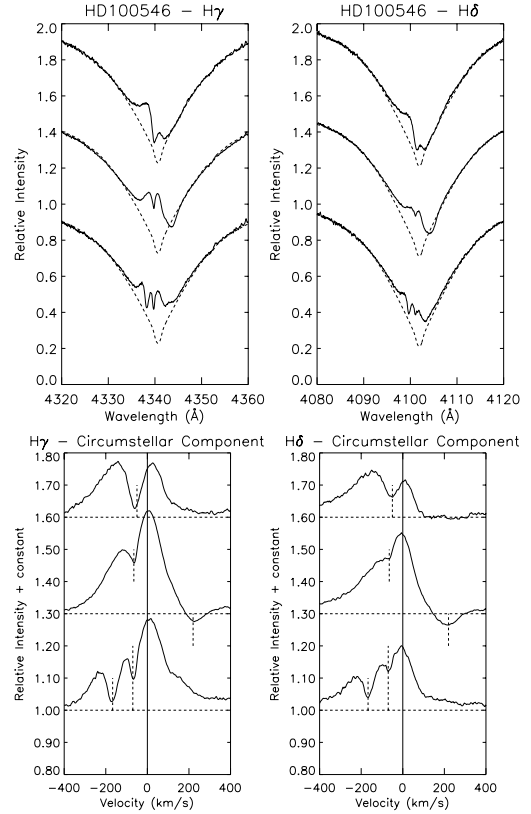 HD100546 – Hγ
HD100546 – Hδ
Relative Intensity
2.0
1.8
1.6
1.4
1.2
1.0
0.8
0.6
0.4
0.2
0.0
4320 4330 4340 4350 4360
Wavelength (Å)
Relative Intensity
2.0
1.8
1.6
1.4
1.2
1.0
0.8
0.6
0.4
0.2
0.0
4080 4090 4100 4110 4120
Wavelength (Å)
Hγ – Circumstellar Component
Hδ – Circumstellar Component
Relative Intensity + constant
1.80
1.70
1.60
1.50
1.40
1.30
1.20
1.10
1.00
0.90
0.80
-400 -200 0 200 400
Velocity (km/s)
Relative Intensity + constant
1.80
1.70
1.60
1.50
1.40
1.30
1.20
1.10
1.00
0.90
0.80
-400 -200 0 200 400
Velocity (km/s)